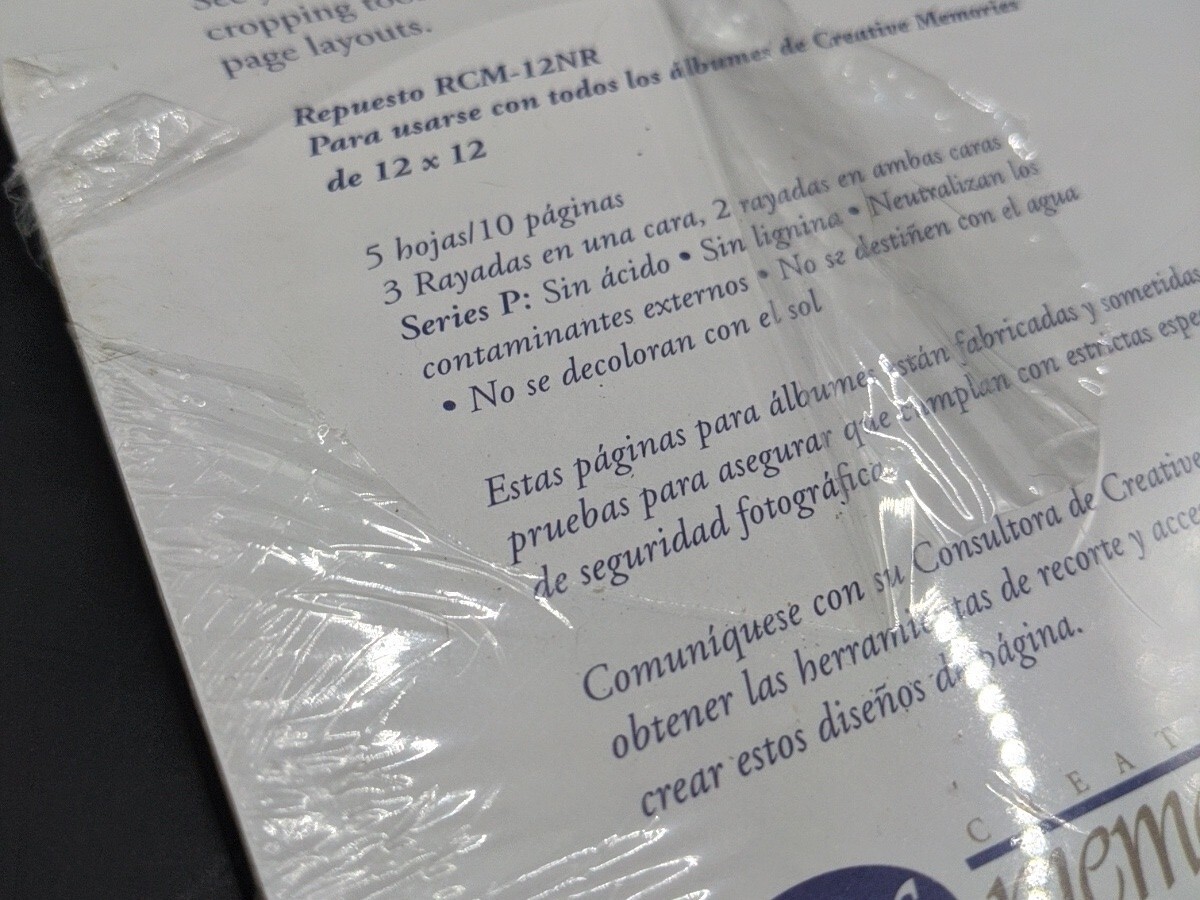 cropping
page layouts.
Repuesto RCM-12NR
Para usarse con todos los álbumes de Creative Memories
de 12 x 12
5 hojas/10 páginas
3 Rayadas en una cara, 2 rayadas en ambas caras
Series P: Sin ácido • Sin lignina • Neutralizan los
contaminantes externos • No se destiñen con el agua
• No se decoloran con el sol
Estas páginas para álbumes están fabricadas y sometidas
pruebas para asegurar que cumplan con estrictas
de seguridad fotográfica.
Comuníquese con su Consultora de Creative
obtener las herramientas de recorte y
crear estos diseños de página.